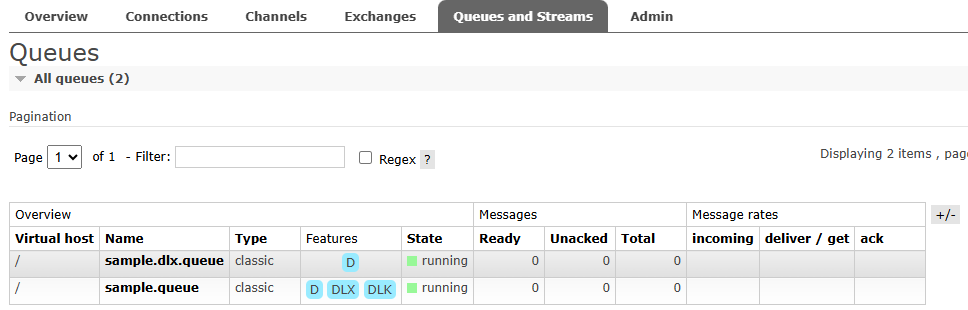 Overview Connections Channels Exchanges Queues and Streams Admin
Queues
All queues (2)
Pagination
Page 1 of 1 - Filter: Regex ?
Displaying 2 items , pag
Overview Messages Message rates +/-
Virtual host Name Type Features State Ready Unacked Total incoming deliver / get ack
/ sample.dlx.queue classic D running 0 0 0
/ sample.queue classic D DLX DLK running 0 0 0